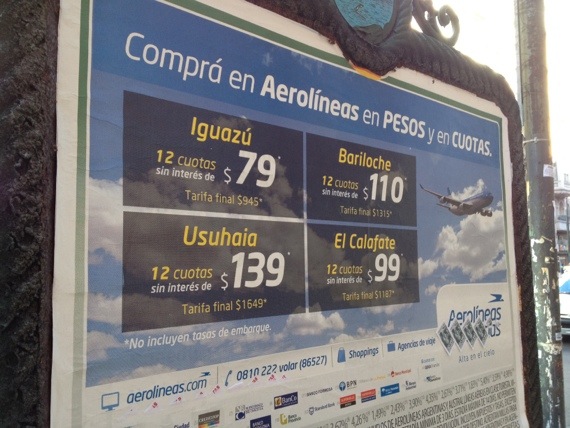 Comprá en Aerolíneas en PESOS y en CUOTAS.
Iguazú
12 cuotas
sin interés de $79*
Tarifa final $945*
Bariloche
12 cuotas
sin interés de $110*
Tarifa final $1315*
Usuhaia
12 cuotas
sin interés de $139*
Tarifa final $1649*
El Calafate
12 cuotas
sin interés de $99*
Tarifa final $1187*
*No incluyen tasas de embarque.
aerolineas.com
0810 222 volar (86527)
Shoppings
Agencias de viaje
Aerolíneas
Alta en el cielo
BanCo
BPN